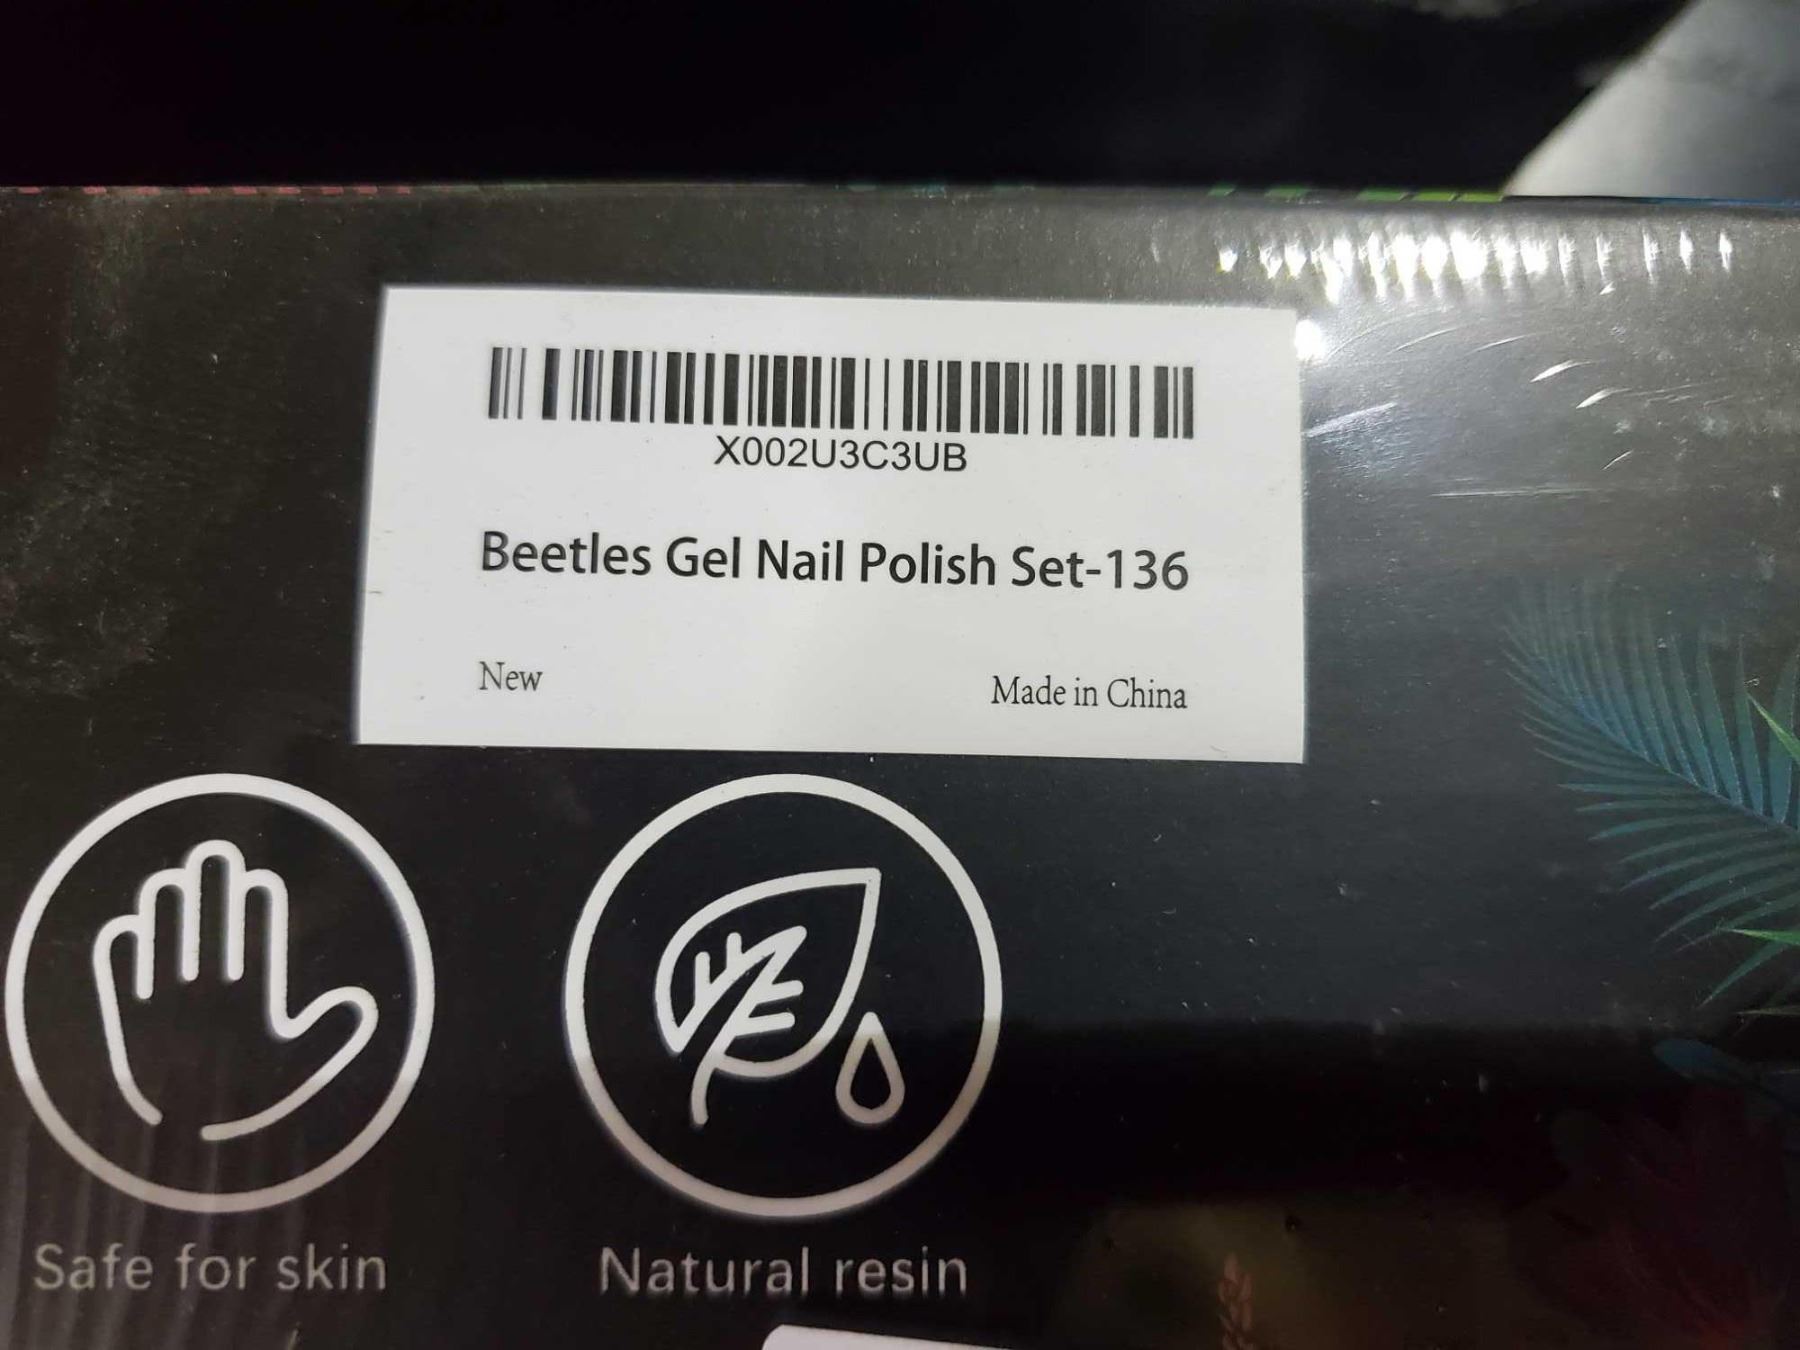 X002U3C3UB
Beetles Gel Nail Polish Set-136
New
Made in China
Safe for skin
Natural resin